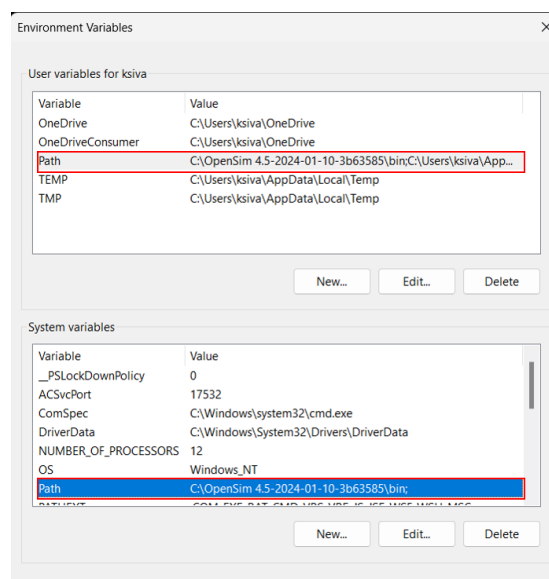 Environment Variables
User variables for ksiva
Variable Value
OneDrive C:\Users\ksiva\OneDrive
OneDriveConsumer C:\Users\ksiva\OneDrive
Path C:\OpenSim 4.5-2024-01-10-3b63585\bin;C:\Users\ksiva\App...
TEMP C:\Users\ksiva\AppData\Local\Temp
TMP C:\Users\ksiva\AppData\Local\Temp
New... Edit... Delete
System variables
Variable Value
__PSLockDownPolicy 0
ACSvcPort 17532
ComSpec C:\Windows\system32\cmd.exe
DriverData C:\Windows\System32\Drivers\DriverData
NUMBER_OF_PROCESSORS 12
OS Windows_NT
Path C:\OpenSim 4.5-2024-01-10-3b63585\bin;
New... Edit... Delete